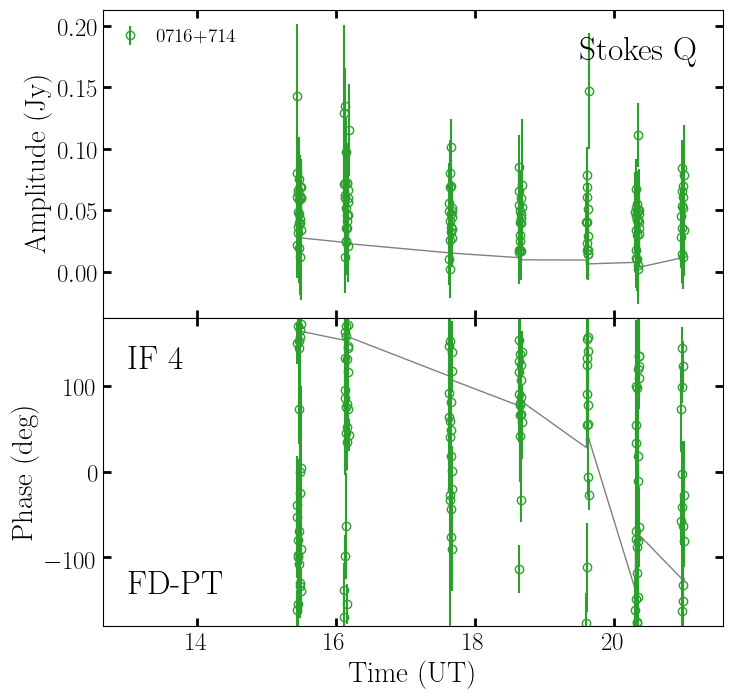 0716+714
Stokes Q
0.20
0.15
0.10
0.05
0.00
Amplitude (Jy)
IF 4
100
0
−100
Phase (deg)
FD-PT
14 16 18 20
Time (UT)